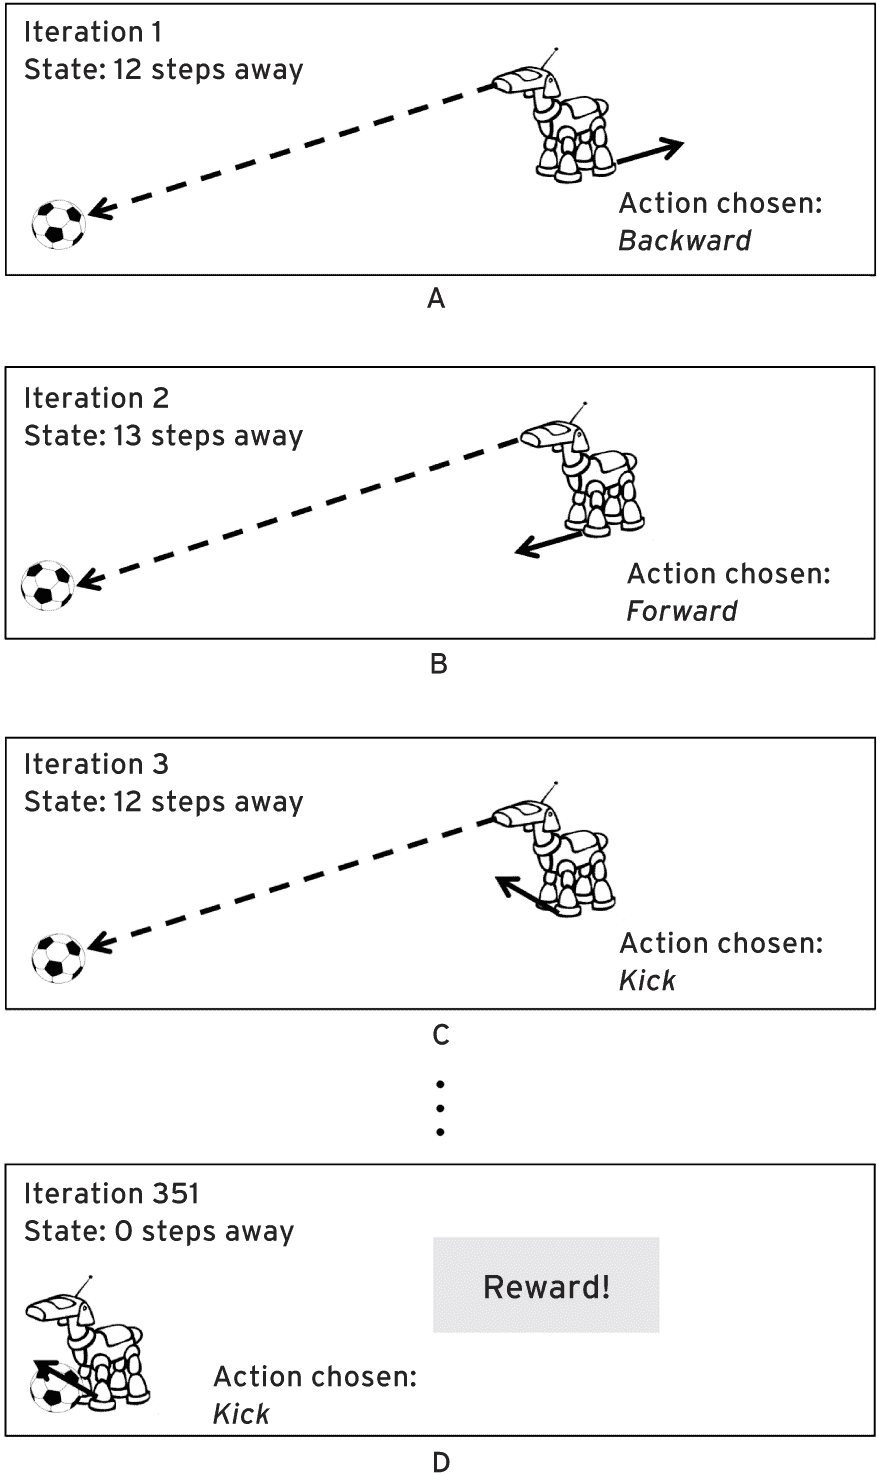 Iteration 1
State: 12 steps away
Action chosen:
Backward
A
Iteration 2
State: 13 steps away
Action chosen:
Forward
B
Iteration 3
State: 12 steps away
Action chosen:
Kick
C
Iteration 351
State: 0 steps away
Reward!
Action chosen:
Kick
D